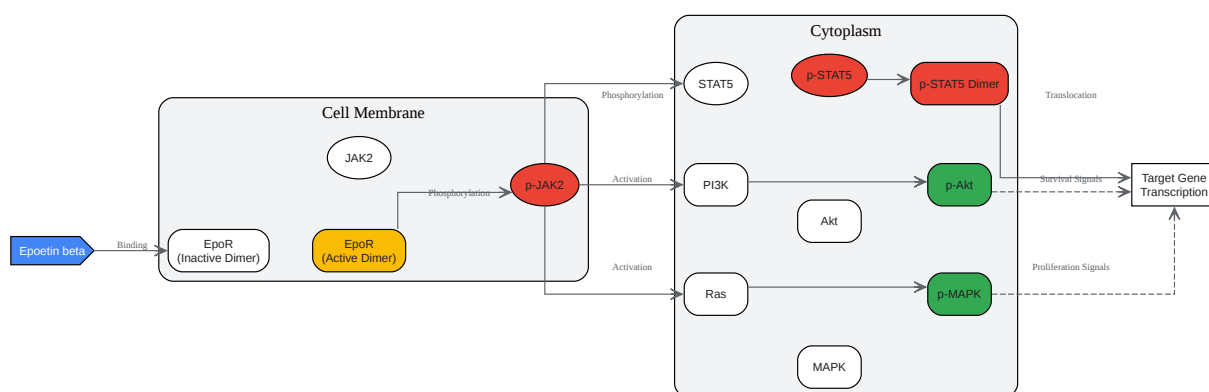 Cytoplasm
STAT5
p-STAT5
p-STAT5 Dimer
Phosphorylation
Translocation
Cell Membrane
JAK2
Phosphorylation
p-JAK2
Activation
PI3K
p-Akt
Survival Signals
Target Gene
Transcription
Akt
Epoetin beta
Binding
EpoR
(Inactive Dimer)
EpoR
(Active Dimer)
Activation
Proliferation Signals
Ras
p-MAPK
MAPK